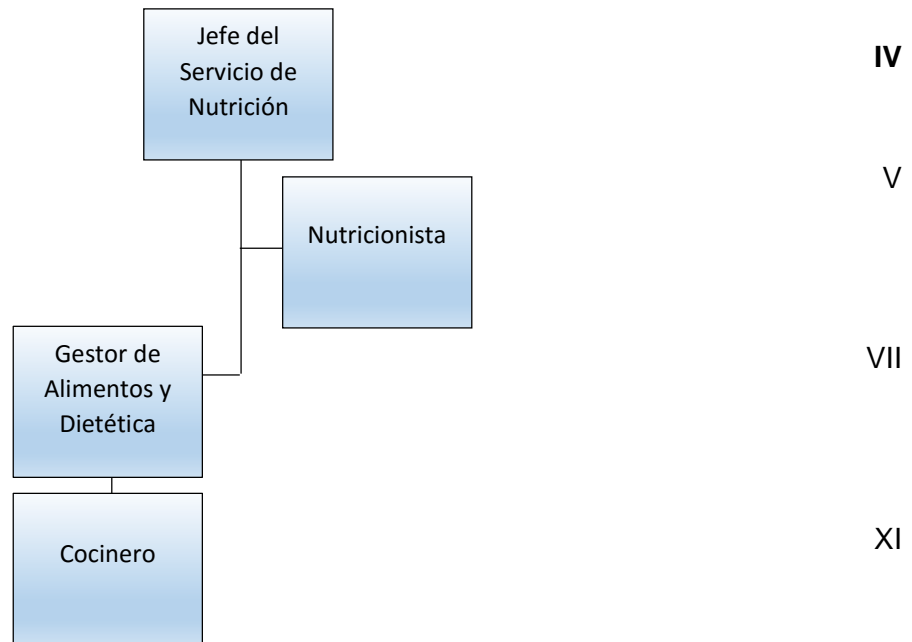 Jefe del
Servicio de
Nutrición
IV
V
Nutricionista
Gestor de
Alimentos y
Dietética
VII
Cocinero
XI